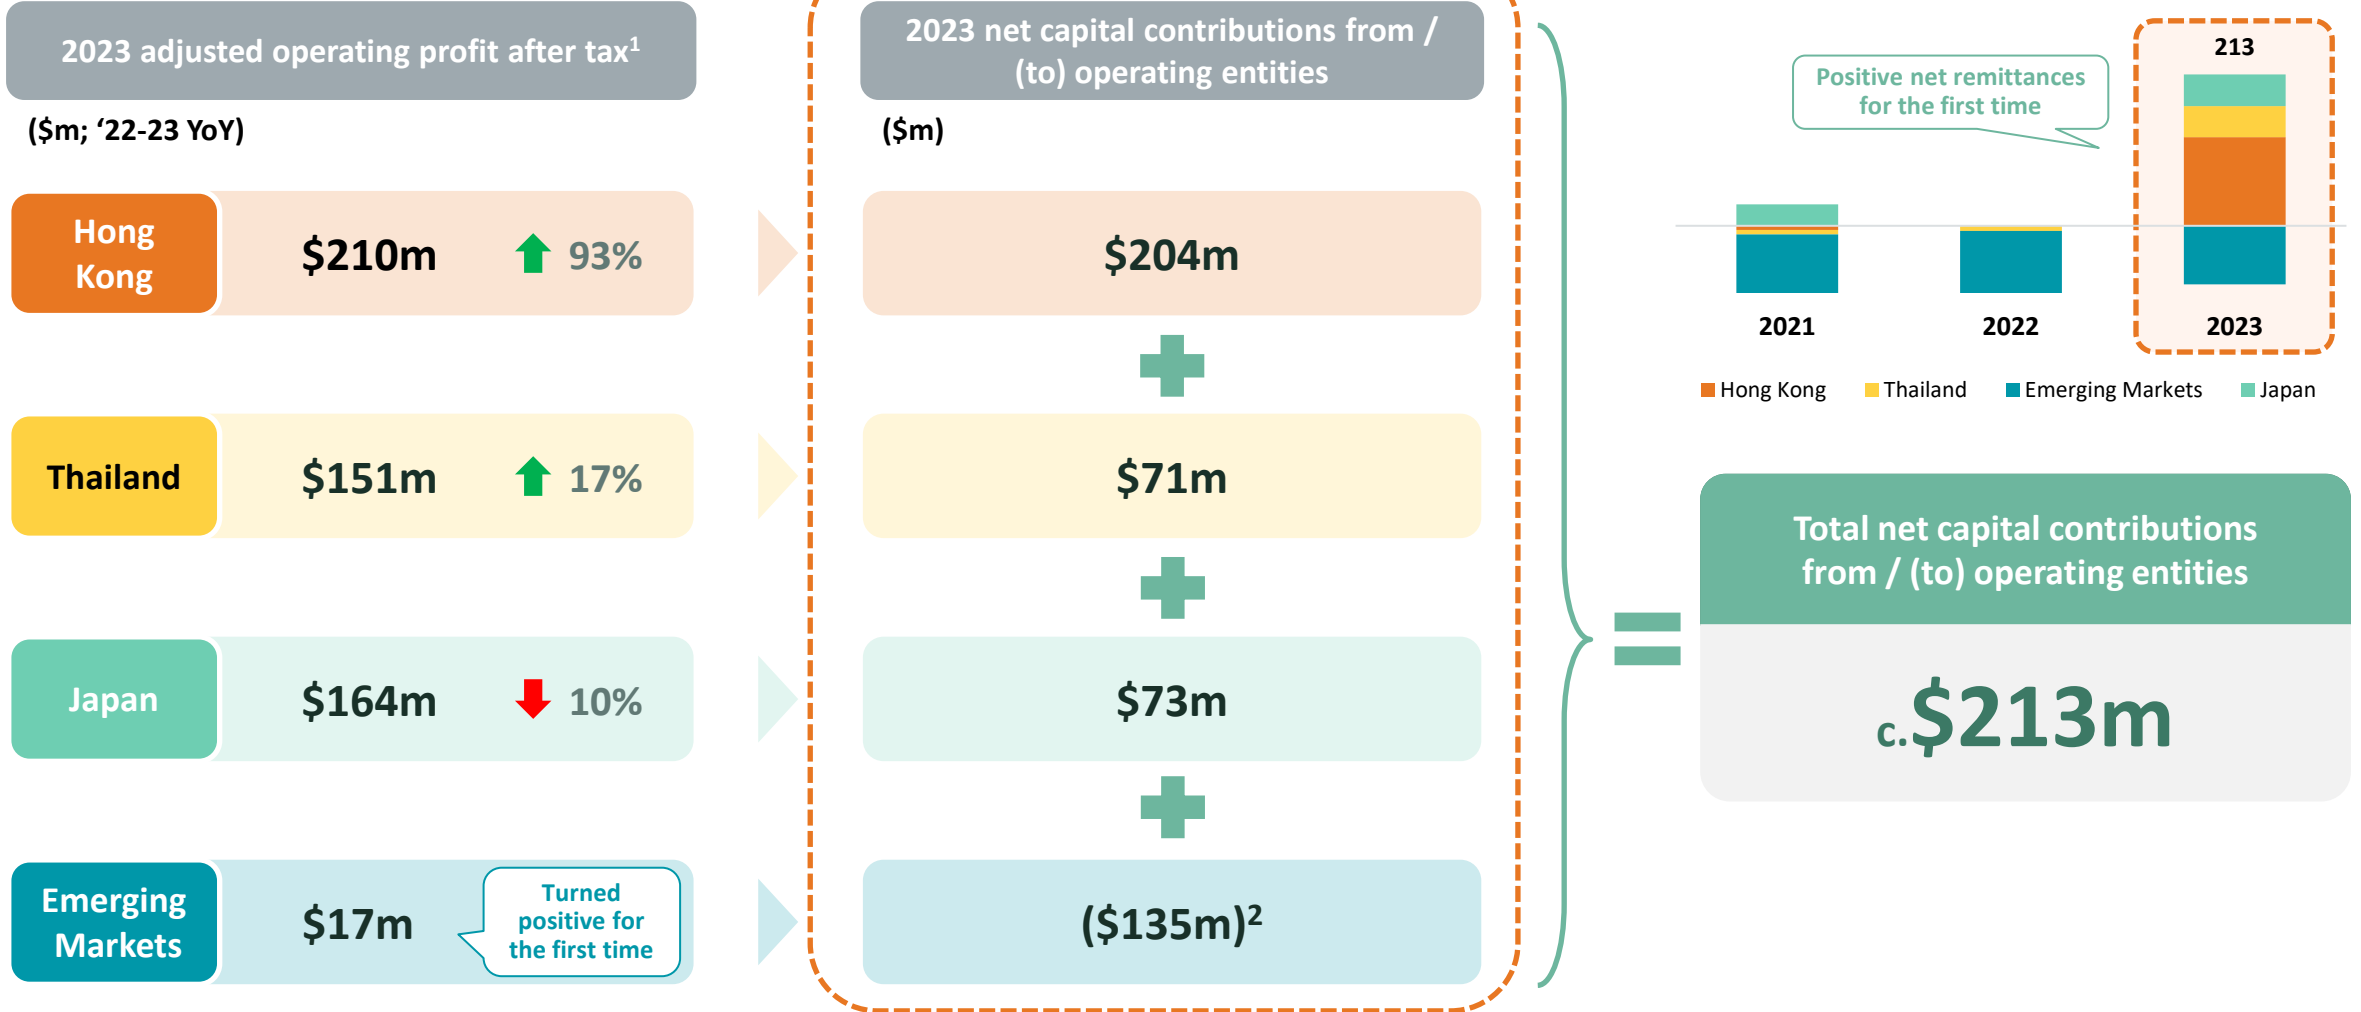 2023 adjusted operating profit after tax1
($m; ‘22-23 YoY)
Hong
Kong
$210m
93%
Thailand
$151m
17%
Japan
$164m
10%
Emerging
Markets
$17m
Turned
positive for
the first time
2023 net capital contributions from /
(to) operating entities
($m)
$204m
$71m
$73m
($135m)2
213
Positive net remittances
for the first time
2021
2022
2023
Hong Kong
Thailand
Emerging Markets
Japan
Total net capital contributions
from / (to) operating entities
c.$213m